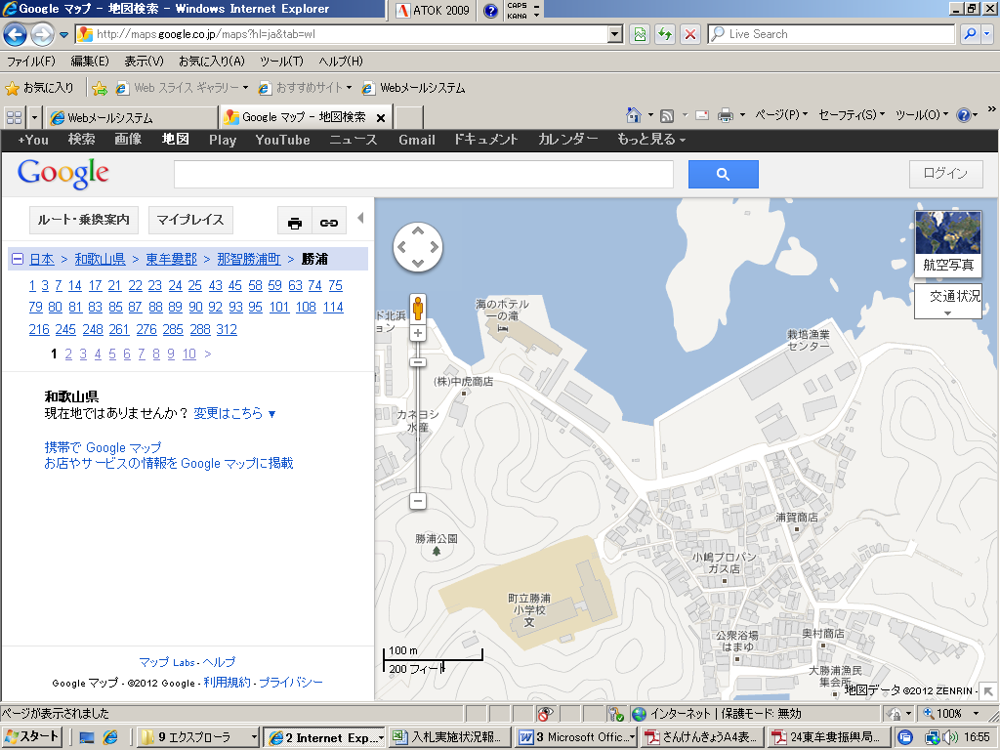 Google マップ - 地図検索 - Windows Internet Explorer
ATOK 2009
CAPS
KANA
http://maps.google.co.jp/maps?hl=ja&tab=wl
Live Search
ファイル(F) 編集(E) 表示(V) お気に入り(A) ツール(T) ヘルプ(H)
お気に入り Web スライス ギャラリー おすすめサイト Webメールシステム
Webメールシステム Google マップ - 地図検索 ページ(P) セーフティ(S) ツール(O)
+You 検索 画像 地図 Play YouTube ニュース Gmail ドキュメント カレンダー もっと見る
Google
ログイン
ルート・乗換案内 マイプレイス
日本 > 和歌山県 > 東牟婁郡 > 那智勝浦町 > 勝浦
1 3 7 14 17 21 22 23 24 25 43 45 58 59 63 74 75
79 80 81 83 85 87 88 89 90 92 93 95 101 108 114
216 245 248 261 276 285 288 312
1 2 3 4 5 6 7 8 9 10 >
和歌山県
現在地ではありませんか？ 変更はこちら ▼
携帯で Google マップ
お店やサービスの情報を Google マップに掲載
マップ Labs - ヘルプ
Google マップ - ©2012 Google - 利用規約 - プライバシー
航空写真
交通状況
海のホテル
一の滝
ド北浜
ョン
栽培漁業
センター
(株)中虎商店
カネヨシ
水産
浦賀商店
勝浦公園
小嶋プロパン
ガス店
町立勝浦
小学校
文
公衆浴場
はまゆ
奥村商店
大勝浦漁民
集会所
100 m
200 フィート
地図データ ©2012 ZENRIN -
ページが表示されました インターネット | 保護モード: 無効 100%
スタート 9 エクスプローラ 2 Internet Exp... 入札実施状況報... 3 Microsoft Offic... さんけんきょうA4表... 24東牟婁振興局... 16:55